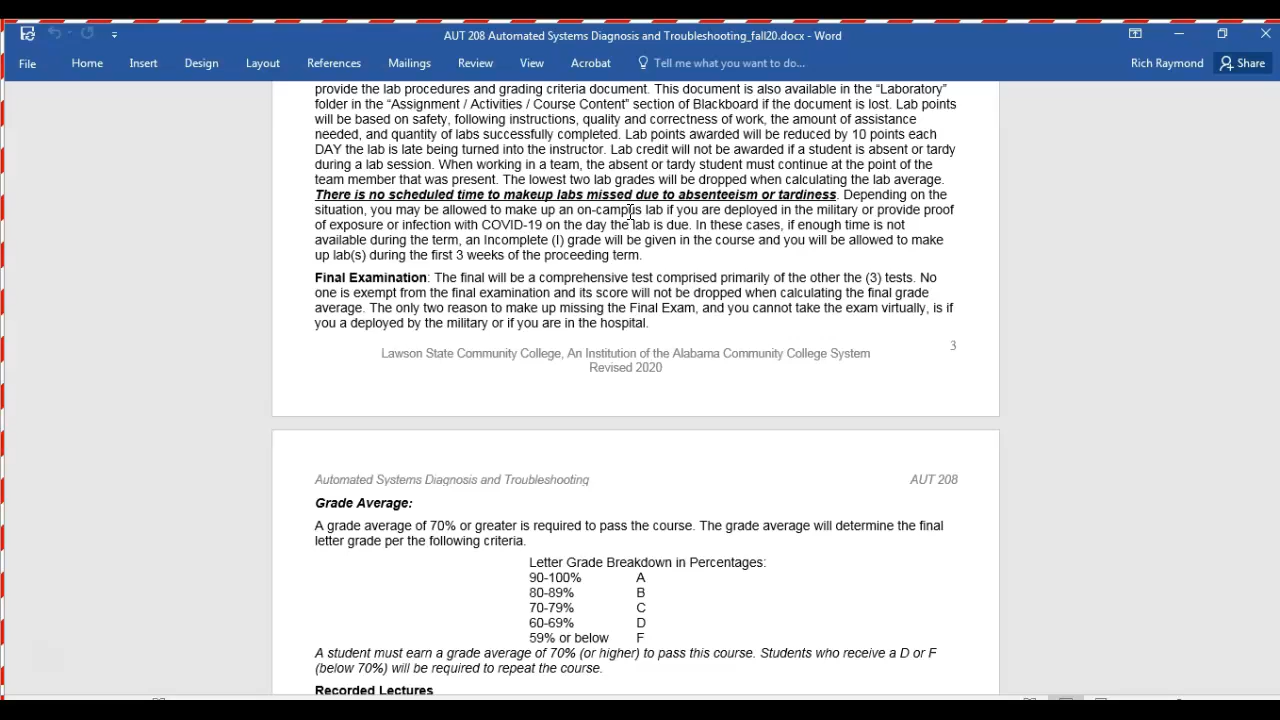 AUT 208 Automated Systems Diagnosis and Troubleshooting_fall20.docx - Word
File Home Insert Design Layout References Mailings Review View Acrobat Tell me what you want to do... Rich Raymond Share
provide the lab procedures and grading criteria document. This document is also available in the “Laboratory”
folder in the “Assignment / Activities / Course Content” section of Blackboard if the document is lost. Lab points
will be based on safety, following instructions, quality and correctness of work, the amount of assistance
needed, and quantity of labs successfully completed. Lab points awarded will be reduced by 10 points each
DAY the lab is late being turned into the instructor. Lab credit will not be awarded if a student is absent or tardy
during a lab session. When working in a team, the absent or tardy student must continue at the point of the
team member that was present. The lowest two lab grades will be dropped when calculating the lab average.
There is no scheduled time to makeup labs missed due to absenteeism or tardiness. Depending on the
situation, you may be allowed to make up an on-campus lab if you are deployed in the military or provide proof
of exposure or infection with COVID-19 on the day the lab is due. In these cases, if enough time is not
available during the term, an Incomplete (I) grade will be given in the course and you will be allowed to make
up lab(s) during the first 3 weeks of the proceeding term.
Final Examination: The final will be a comprehensive test comprised primarily of the other the (3) tests. No
one is exempt from the final examination and its score will not be dropped when calculating the final grade
average. The only two reason to make up missing the Final Exam, and you cannot take the exam virtually, is if
you a deployed by the military or if you are in the hospital.
3
Lawson State Community College, An Institution of the Alabama Community College System
Revised 2020
Automated Systems Diagnosis and Troubleshooting AUT 208
Grade Average:
A grade average of 70% or greater is required to pass the course. The grade average will determine the final
letter grade per the following criteria.
Letter Grade Breakdown in Percentages:
90-100% A
80-89% B
70-79% C
60-69% D
59% or below F
A student must earn a grade average of 70% (or higher) to pass this course. Students who receive a D or F
(below 70%) will be required to repeat the course.
Recorded Lectures